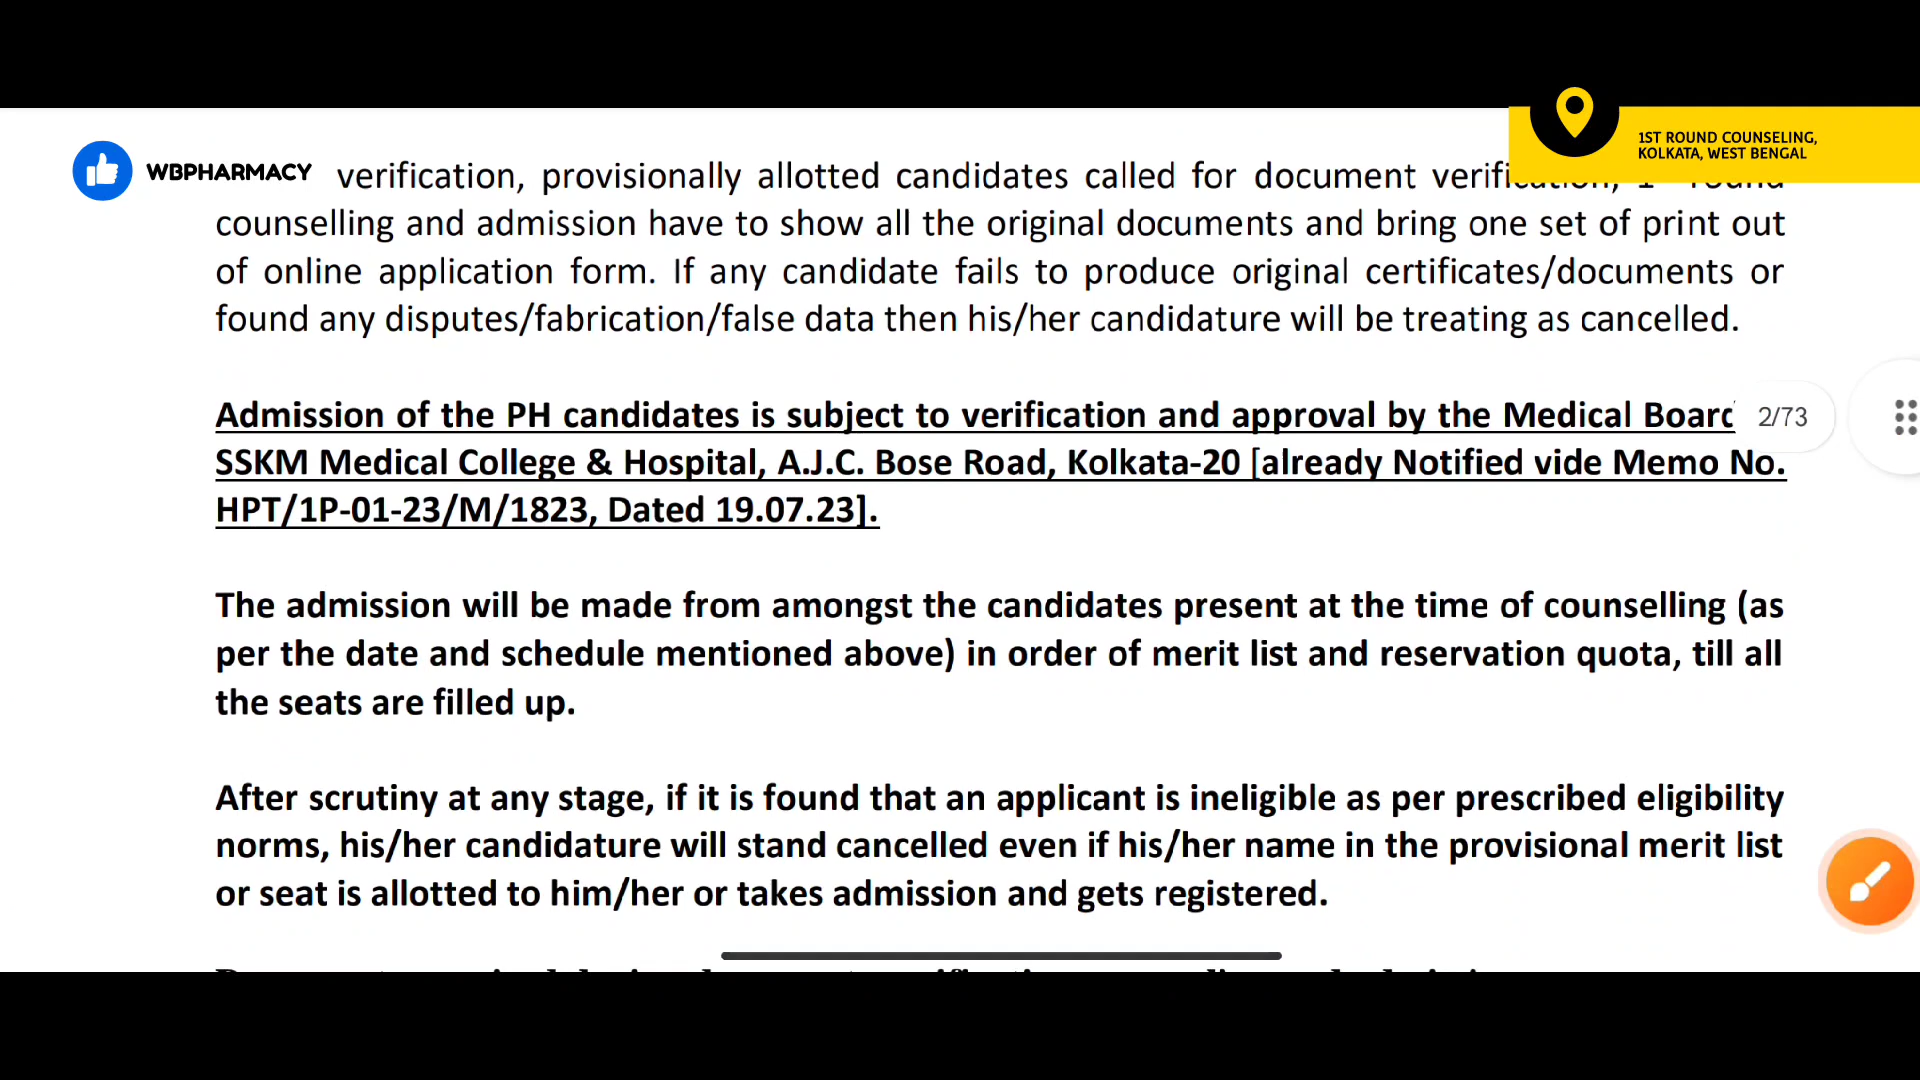 1ST ROUND COUNSELING,
KOLKATA, WEST BENGAL
WBPHARMACY
verification, provisionally allotted candidates called for document verification, 1 round
counselling and admission have to show all the original documents and bring one set of print out
of online application form. If any candidate fails to produce original certificates/documents or
found any disputes/fabrication/false data then his/her candidature will be treating as cancelled.
Admission of the PH candidates is subject to verification and approval by the Medical Board
2/73
SSKM Medical College & Hospital, A.J.C. Bose Road, Kolkata-20 [already Notified vide Memo No.
HPT/1P-01-23/M/1823, Dated 19.07.23].
The admission will be made from amongst the candidates present at the time of counselling (as
per the date and schedule mentioned above) in order of merit list and reservation quota, till all
the seats are filled up.
After scrutiny at any stage, if it is found that an applicant is ineligible as per prescribed eligibility
norms, his/her candidature will stand cancelled even if his/her name in the provisional merit list
or seat is allotted to him/her or takes admission and gets registered.